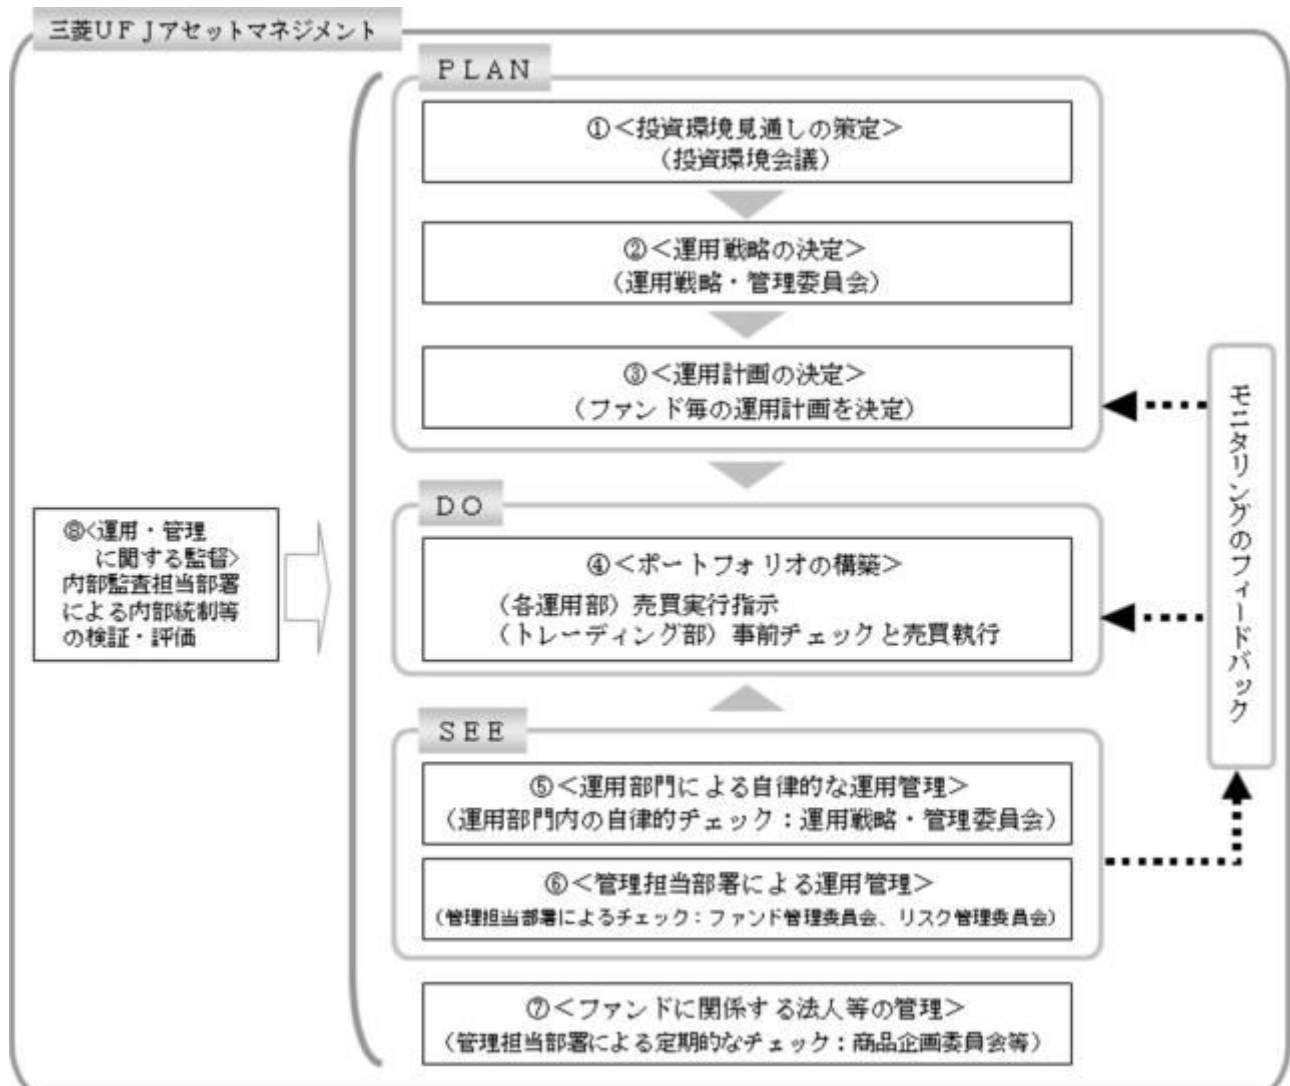 三菱UFJアセットマネジメント
PLAN
①<投資環境見通しの策定>
(投資環境会議)
②<運用戦略の決定>
(運用戦略・管理委員会)
③<運用計画の決定>
(ファンド毎の運用計画を決定)
DO
④<ポートフォリオの構築>
(各運用部)売買実行指示
(トレーディング部)事前チェックと売買執行
SEE
⑤<運用部門による自律的な運用管理>
(運用部門内の自律的チェック:運用戦略・管理委員会)
⑥<管理担当部署による運用管理>
(管理担当部署によるチェック:ファンド管理委員会、リスク管理委員会)
⑦<ファンドに関係する法人等の管理>
(管理担当部署による定期的なチェック:商品企画委員会等)
⑧<運用・管理
に関する監督>
内部監査担当部署
による内部統制等
の検証・評価
モニタリングのフィードバック